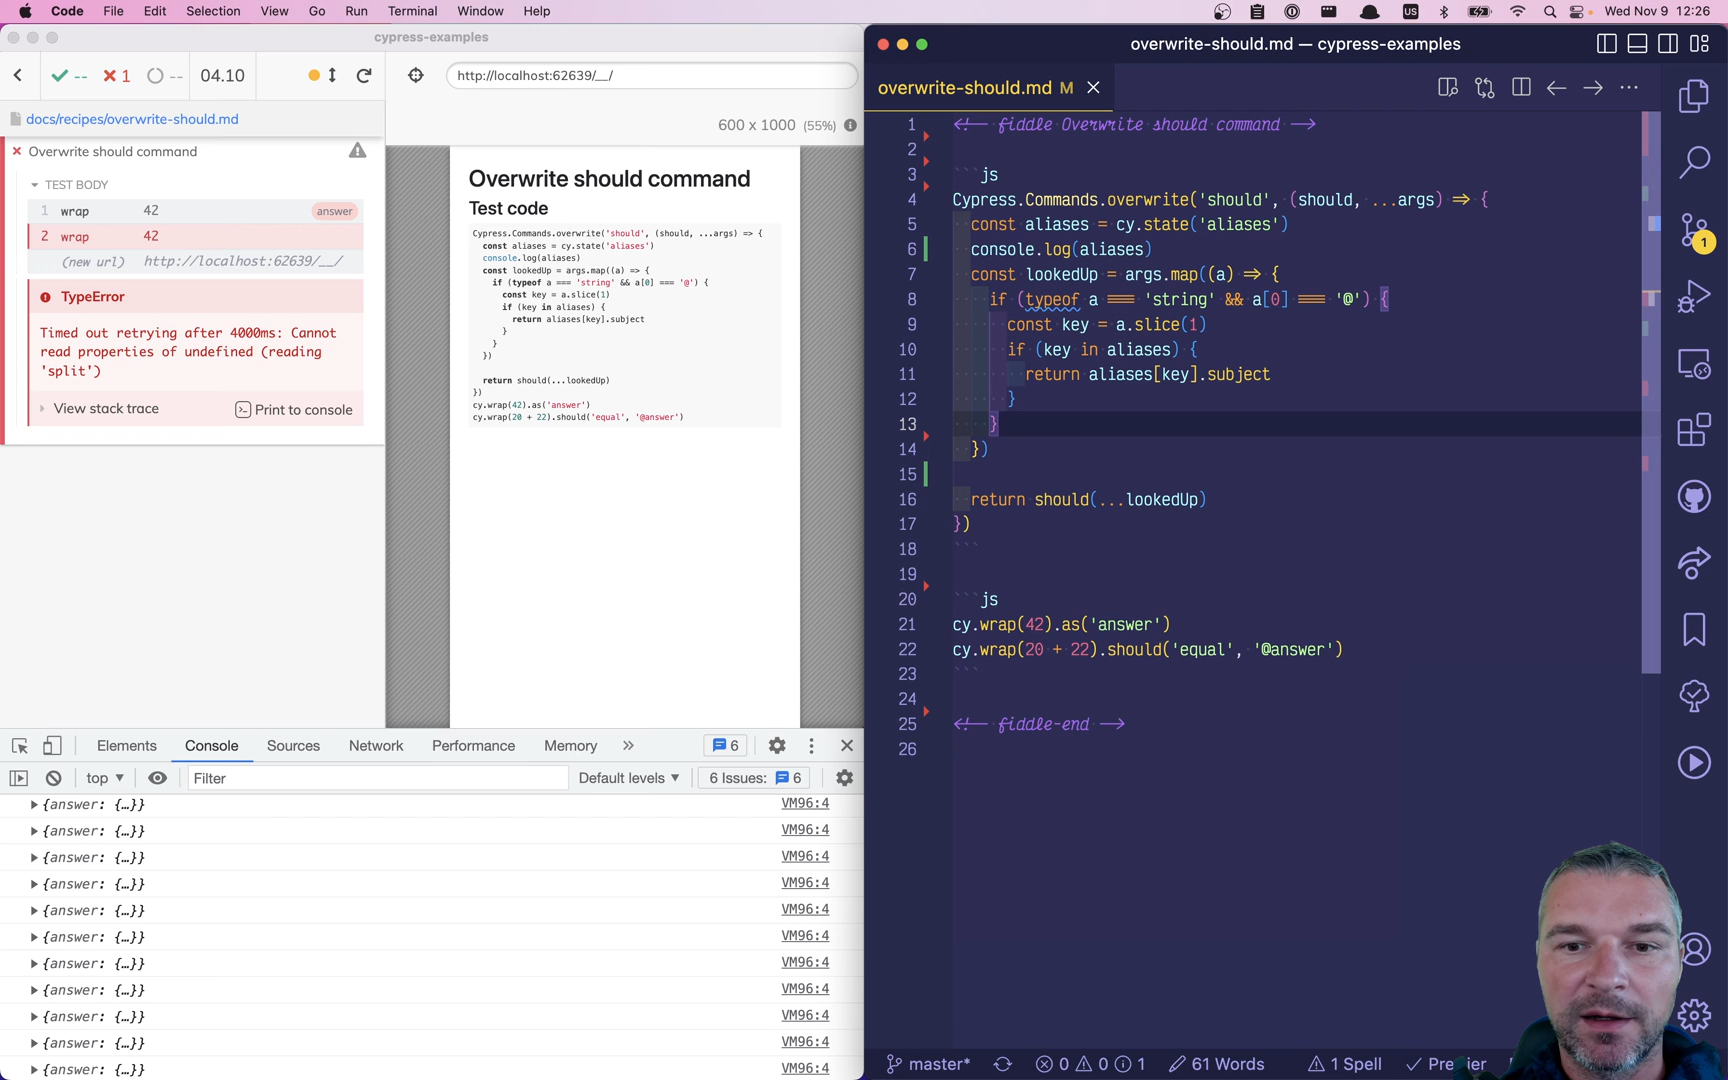 Code File Edit Selection View Go Run Terminal Window Help
US
Wed Nov 9 12:26
cypress-examples
-- 1 -- 04.10
http://localhost:62639/__/
docs/recipes/overwrite-should.md
600 x 1000 (55%)
Overwrite should command
TEST BODY
1 wrap 42 answer
2 wrap 42
(new url) http://localhost:62639/__/
TypeError
Timed out retrying after 4000ms: Cannot
read properties of undefined (reading
'split')
View stack trace
Print to console
Overwrite should command
Test code
Cypress.Commands.overwrite('should', (should, ...args) => {
const aliases = cy.state('aliases')
console.log(aliases)
const lookedUp = args.map((a) => {
if (typeof a === 'string' && a[0] === '@') {
const key = a.slice(1)
if (key in aliases) {
return aliases[key].subject
}
}
})
return should(...lookedUp)
})
cy.wrap(42).as('answer')
cy.wrap(20 + 22).should('equal', '@answer')
Elements Console Sources Network Performance Memory 6
top Filter Default levels 6 Issues: 6
{answer: {…}} VM96:4
{answer: {…}} VM96:4
{answer: {…}} VM96:4
{answer: {…}} VM96:4
{answer: {…}} VM96:4
{answer: {…}} VM96:4
{answer: {…}} VM96:4
{answer: {…}} VM96:4
{answer: {…}} VM96:4
{answer: {…}} VM96:4
{answer: {…}} VM96:4
overwrite-should.md — cypress-examples
overwrite-should.md M
1 <!-- fiddle Overwrite should command -->
2
3 ```js
4 Cypress.Commands.overwrite('should', (should, ...args) => {
5 const aliases = cy.state('aliases')
6 console.log(aliases)
7 const lookedUp = args.map((a) => {
8 if (typeof a === 'string' && a[0] === '@') {
9 const key = a.slice(1)
10 if (key in aliases) {
11 return aliases[key].subject
12 }
13 }
14 })
15
16 return should(...lookedUp)
17 })
18 ```
19
20 ```js
21 cy.wrap(42).as('answer')
22 cy.wrap(20 + 22).should('equal', '@answer')
23 ```
24
25 <!-- fiddle-end -->
26
1
master* 0 0 1 61 Words 1 Spell